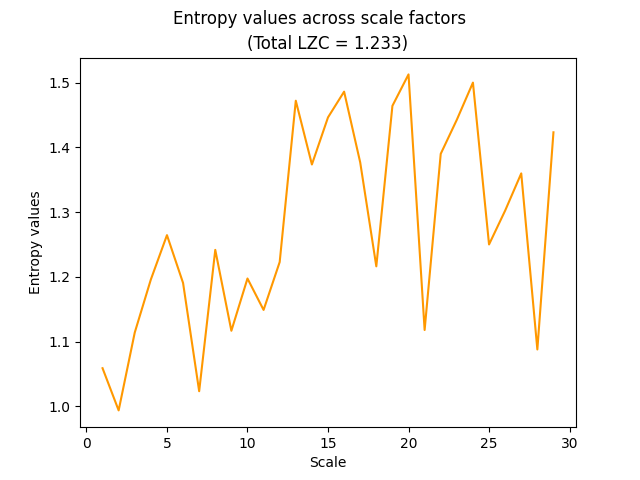 Entropy values across scale factors
(Total LZC = 1.233)
Entropy values
1.5
1.4
1.3
1.2
1.1
1.0
0 5 10 15 20 25 30
Scale